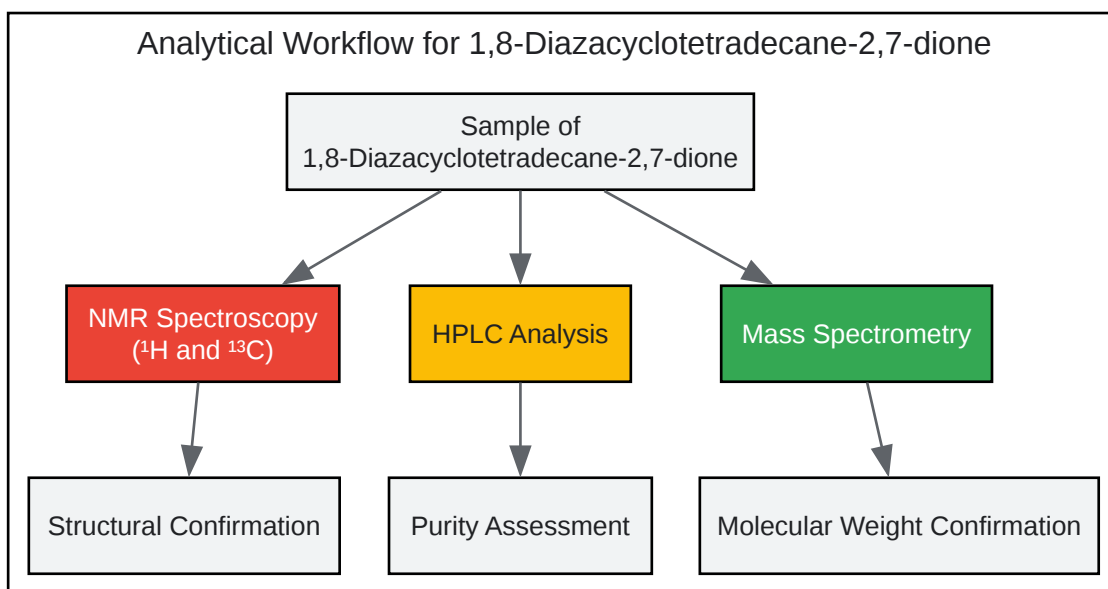 Analytical Workflow for 1,8-Diazacyclotetradecane-2,7-dione
Sample of
1,8-Diazacyclotetradecane-2,7-dione
NMR Spectroscopy
(¹H and ¹³C)
HPLC Analysis
Mass Spectrometry
Structural Confirmation
Purity Assessment
Molecular Weight Confirmation